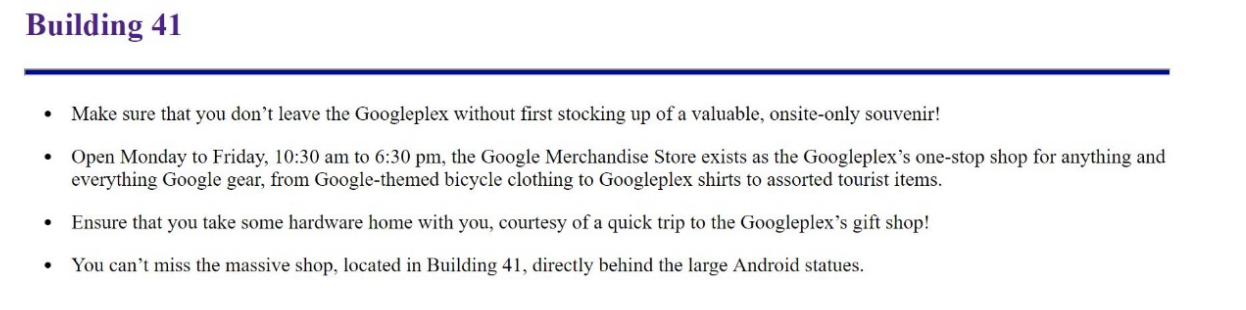 Building 41
• Make sure that you don’t leave the Googleplex without first stocking up of a valuable, onsite-only souvenir!
• Open Monday to Friday, 10:30 am to 6:30 pm, the Google Merchandise Store exists as the Googleplex’s one-stop shop for anything and
everything Google gear, from Google-themed bicycle clothing to Googleplex shirts to assorted tourist items.
• Ensure that you take some hardware home with you, courtesy of a quick trip to the Googleplex’s gift shop!
• You can’t miss the massive shop, located in Building 41, directly behind the large Android statues.